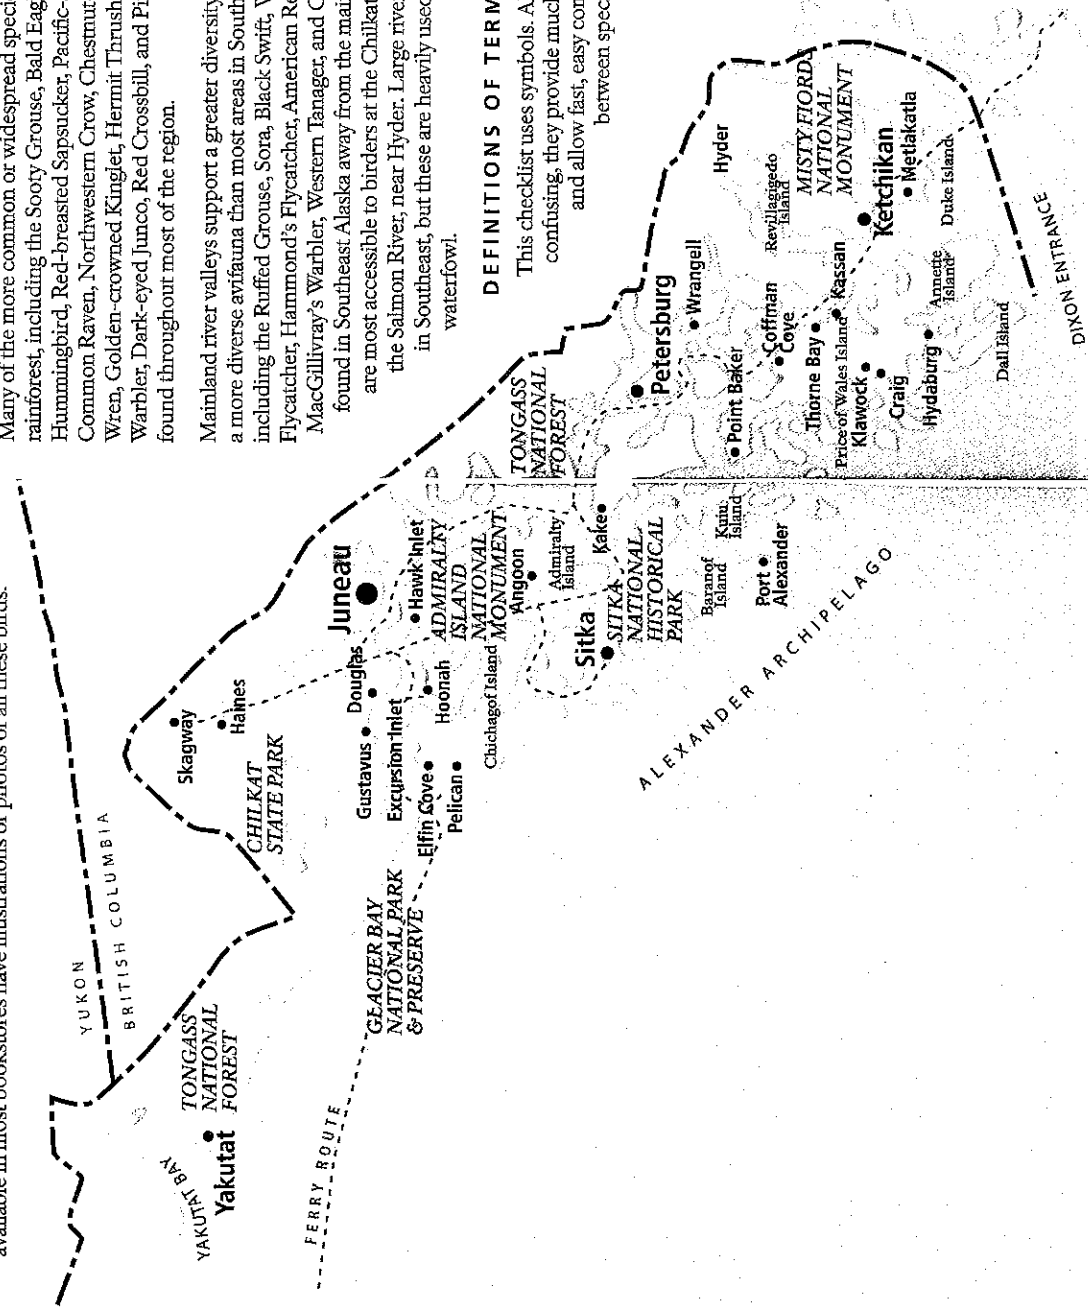 available in most bookstores have illustrations or photos of all these birds.
Many of the more common or widespread speci
rainforest, including the Sooty Grouse, Bald Eag
Hummingbird, Red-breasted Sapsucker, Pacific-
Common Raven, Northwestern Crow, Chestnut
Wren, Golden-crowned Kinglet, Hermit Thrush
Warbler, Dark-eyed Junco, Red Crossbill, and Pi
found throughout most of the region.
Mainland river valleys support a greater diversity
a more diverse avifauna than most areas in South
including the Ruffed Grouse, Sora, Black Swift, V
Flycatcher, Hammond's Flycatcher, American Re
MacGillivray's Warbler, Western Tanager, and C
found in Southeast Alaska away from the mai
are most accessible to birders at the Chilkat
the Salmon River, near Hyder. Large rive
in Southeast, but these are heavily used
waterfowl.
DEFINITIONS OF TERM
This checklist uses symbols. A
confusing, they provide much
and allow fast, easy com
between spec
YUKON
BRITISH COLUMBIA
TONGASS
NATIONAL
FOREST
YAKUTAT BAY
Yakutat
FERRY ROUTE
Skagway
Haines
CHILKAT
STATE PARK
GLACIER BAY
NATIONAL PARK
& PRESERVE
Juneau
Douglas
Gustavus
Excursion Inlet
Elfin Cove
Pelican
Hoonah
Hawk Inlet
ADMIRALTY
ISLAND
NATIONAL
MONUMENT
Angoon
Chichagof Island
Admiralty
Island
Kake
Sitka
SITKA
NATIONAL
HISTORICAL
PARK
Baranof
Island
Kuiu
Island
Port
Alexander
ALEXANDER ARCHIPELAGO
TONGASS
NATIONAL
FOREST
Petersburg
Wrangell
Point Baker
Coffman
Cove
Thorne Bay
Kassan
Price of Wales Island
Klawock
Craig
Hydaburg
Hyder
Revillagigedo
Island
MISTY FIORDS
NATIONAL
MONUMENT
Ketchikan
Metlakatla
Duke Island
Annette
Island
Dall Island
DIXON ENTRANCE